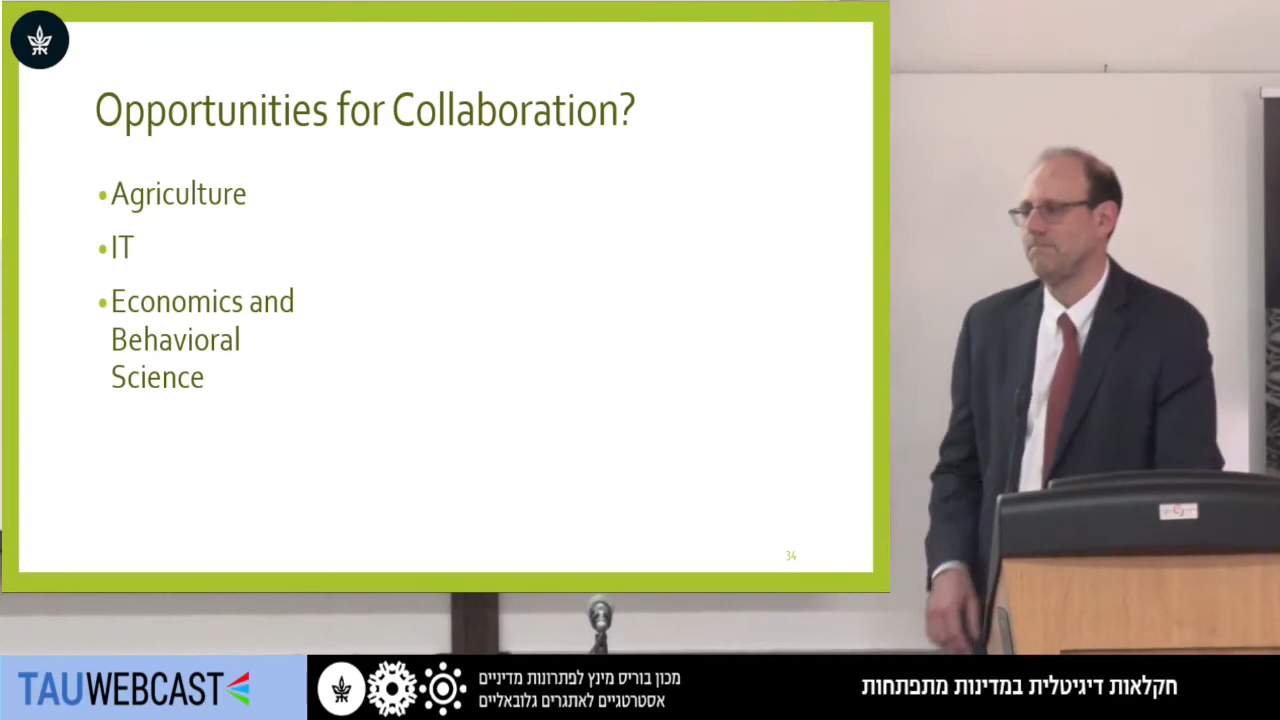 Opportunities for Collaboration?
•Agriculture
•IT
•Economics and
Behavioral
Science
34
TAUWEBCAST
מכון בוריס מינץ לפתרונות מדיניים
אסטרטגיים לאתגרים גלובאליים
חקלאות דיגיטלית במדינות מתפתחות